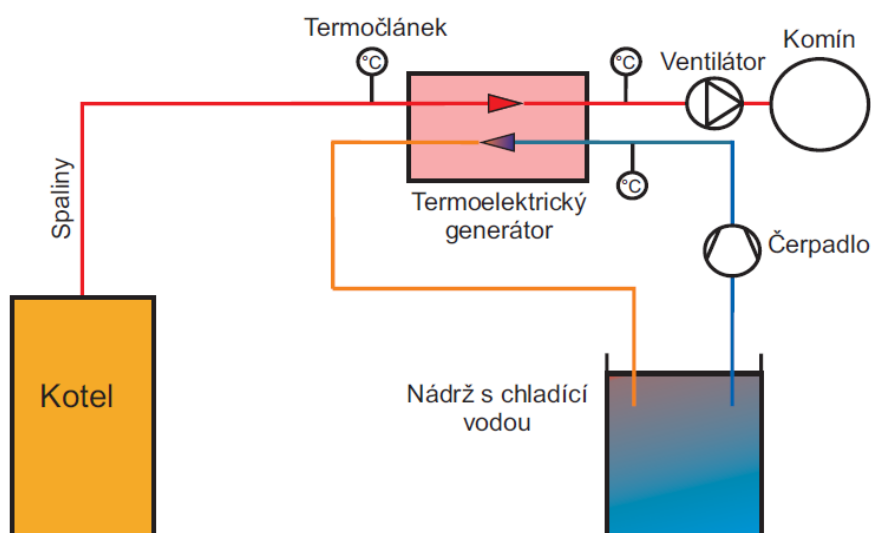 Termočlánek
Komín
Ventilátor
°C
°C
Spaliny
°C
Termoelektrický
generátor
Čerpadlo
Kotel
Nádrž s chladící
vodou